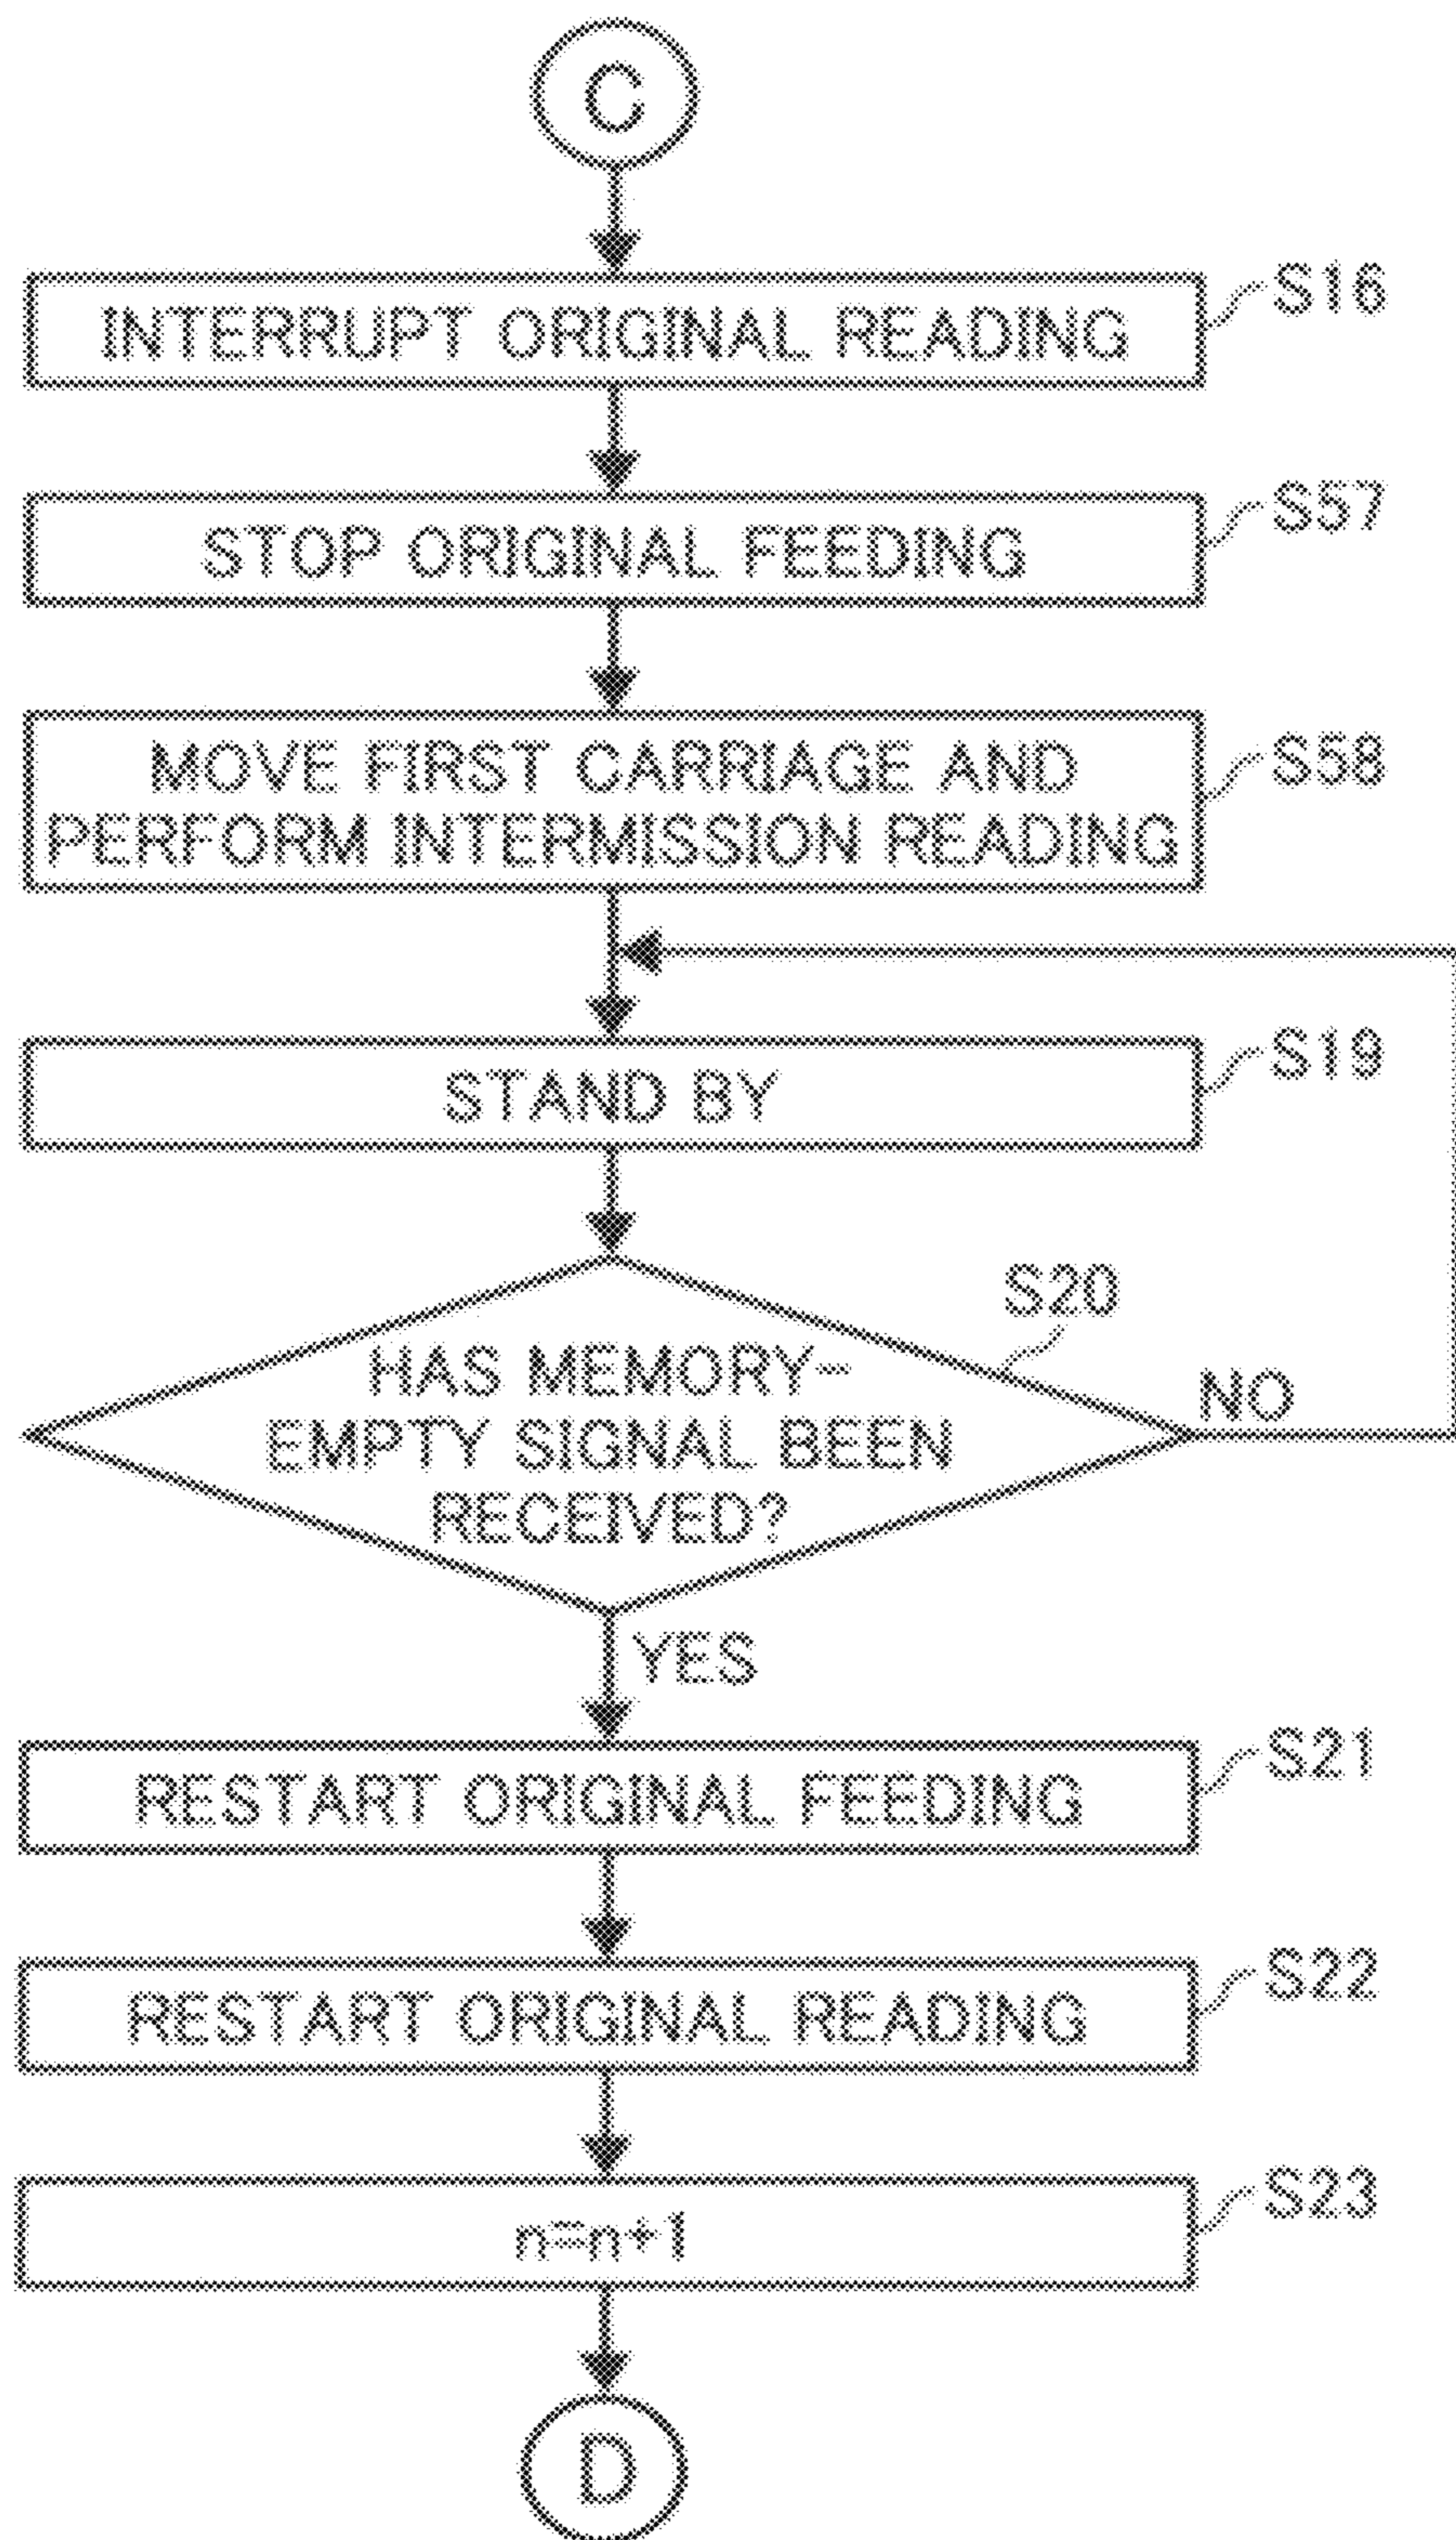 C
INTERRUPT ORIGINAL READING
S16
STOP ORIGINAL FEEDING
S57
MOVE FIRST CARRIAGE AND
PERFORM INTERMISSION READING
S58
STAND BY
S19
S20
HAS MEMORY-
EMPTY SIGNAL BEEN
RECEIVED?
NO
YES
RESTART ORIGINAL FEEDING
S21
RESTART ORIGINAL READING
S22
n=n+1
S23
D